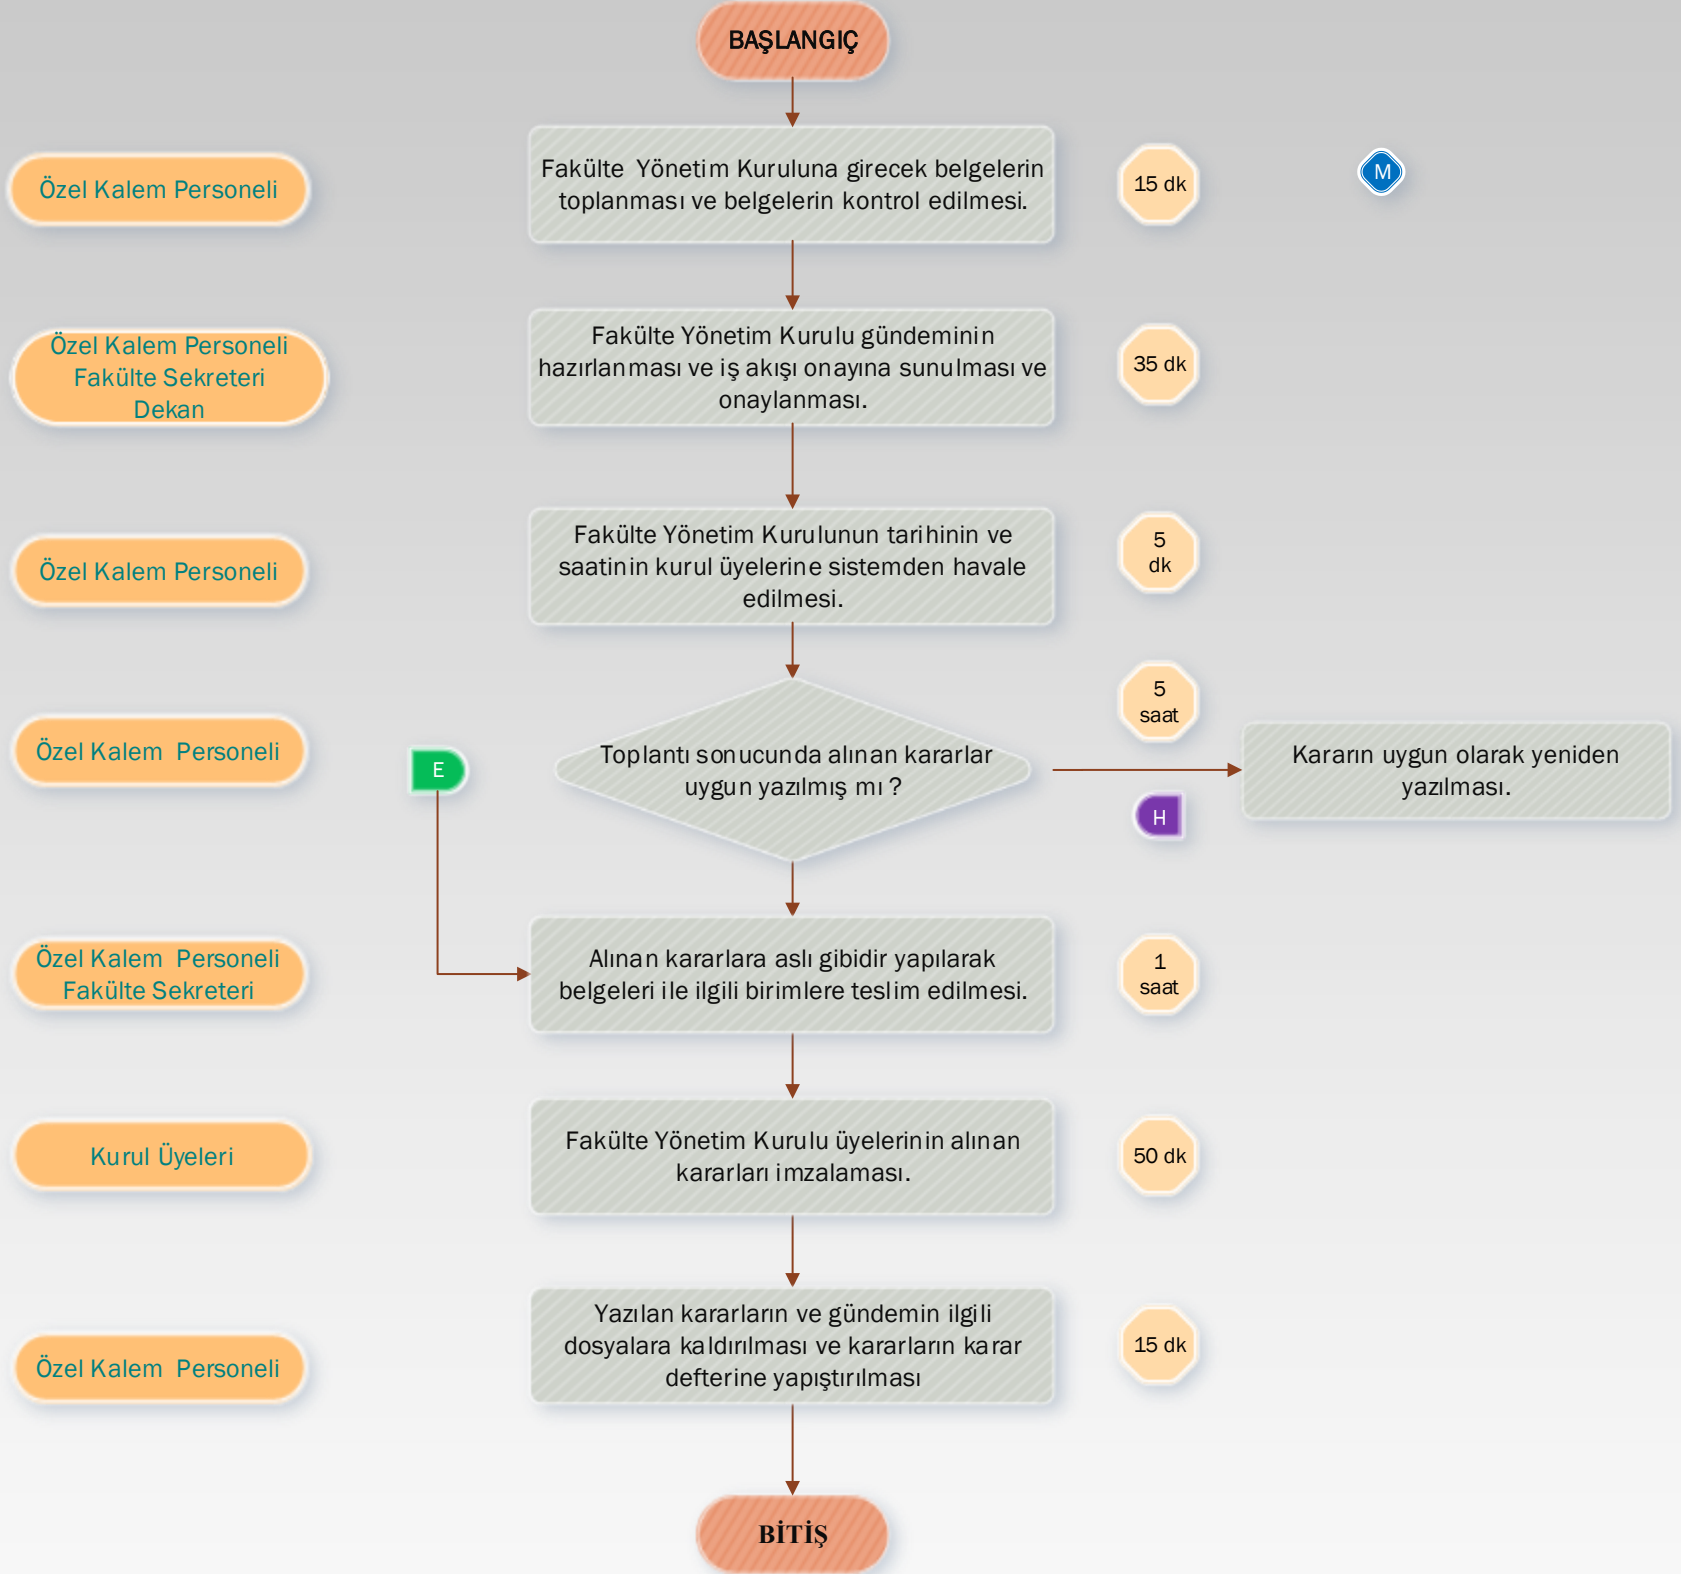 BAŞLANGIÇ
Özel Kalem Personeli
Fakülte Yönetim Kuruluna girecek belgelerin
toplanması ve belgelerin kontrol edilmesi.
15 dk
M
Özel Kalem Personeli
Fakülte Sekreteri
Dekan
Fakülte Yönetim Kurulu gündeminin
hazırlanması ve iş akışı onayına sunulması ve
onaylanması.
35 dk
Özel Kalem Personeli
Fakülte Yönetim Kurulunun tarihinin ve
saatinin kurul üyelerine sistemden havale
edilmesi.
5
dk
Özel Kalem Personeli
E
Toplantı sonucunda alınan kararlar
uygun yazılmış mı ?
5
saat
H
Kararın uygun olarak yeniden
yazılması.
Özel Kalem Personeli
Fakülte Sekreteri
Alınan kararlara aslı gibidir yapılarak
belgeleri ile ilgili birimlere teslim edilmesi.
1
saat
Kurul Üyeleri
Fakülte Yönetim Kurulu üyelerinin alınan
kararları imzalaması.
50 dk
Özel Kalem Personeli
Yazılan kararların ve gündemin ilgili
dosyalara kaldırılması ve kararların karar
defterine yapıştırılması
15 dk
BİTİŞ